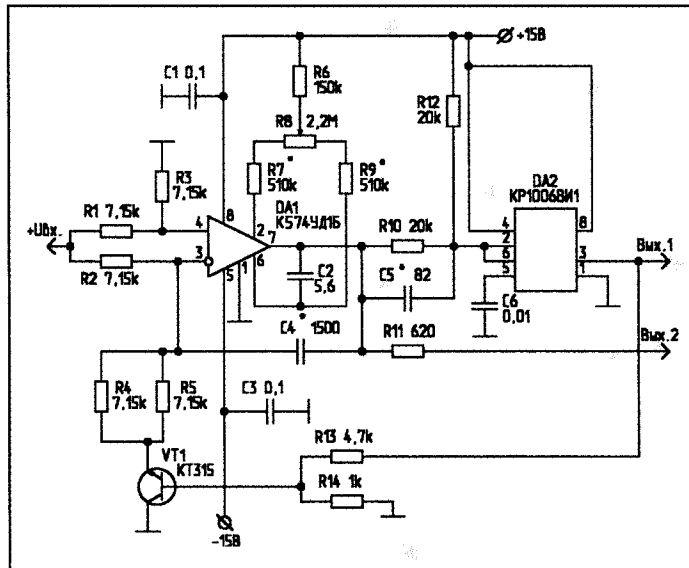 +15В
C1 0,1
R6
150k
R12
20k
R8 2,2M
R3
7,15k
R7 *
510k
R9 *
510k
DA2
КР1006ВИ1
DA1
К574УД1Б
R1 7,15k
+Uвх.
R2 7,15k
4
3
8
2
7
6
5
1
R10 20k
4
2
6
5
8
3
1
Вых.1
C2
5,6
C5 * 82
C6
0,01
C4 * 1500
R11 620
Вых.2
R4
7,15k
R5
7,15k
C3 0,1
VT1
КТ315
R13 4,7k
R14 1k
-15В